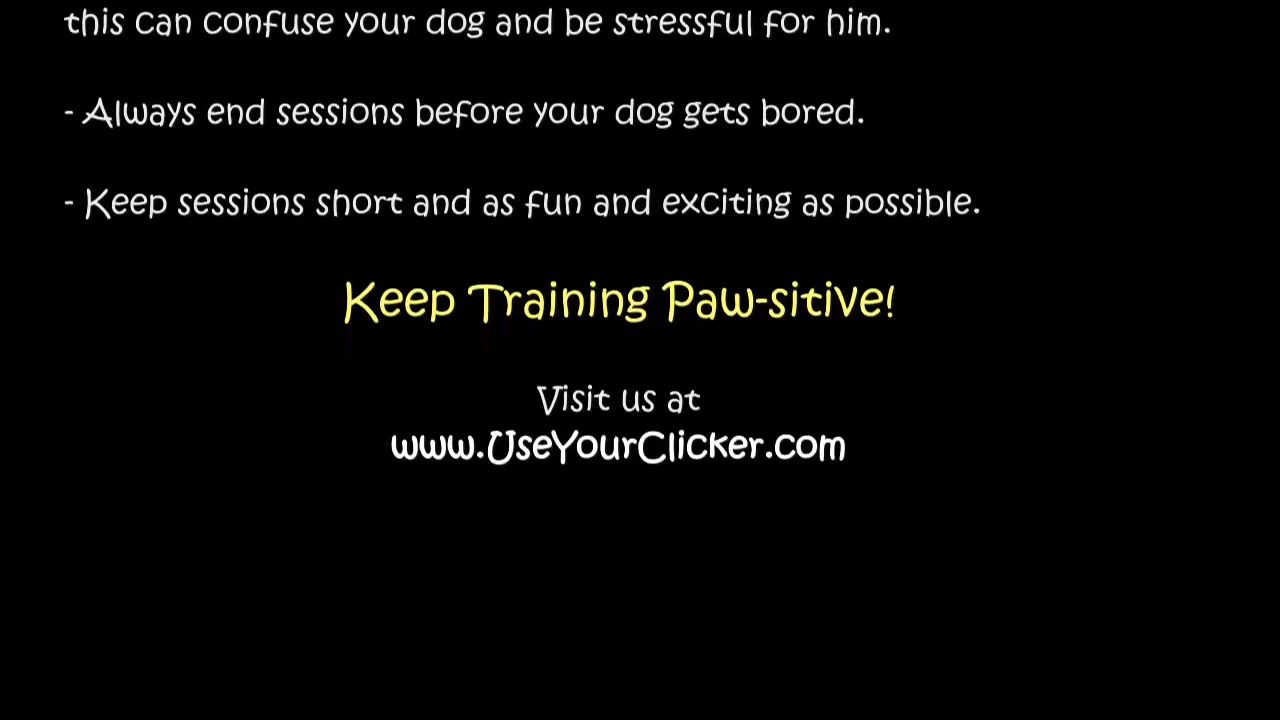 this can confuse your dog and be stressful for him.
- Always end sessions before your dog gets bored.
- Keep sessions short and as fun and exciting as possible.
Keep Training Paw-sitive!
Visit us at
www.UseYourClicker.com